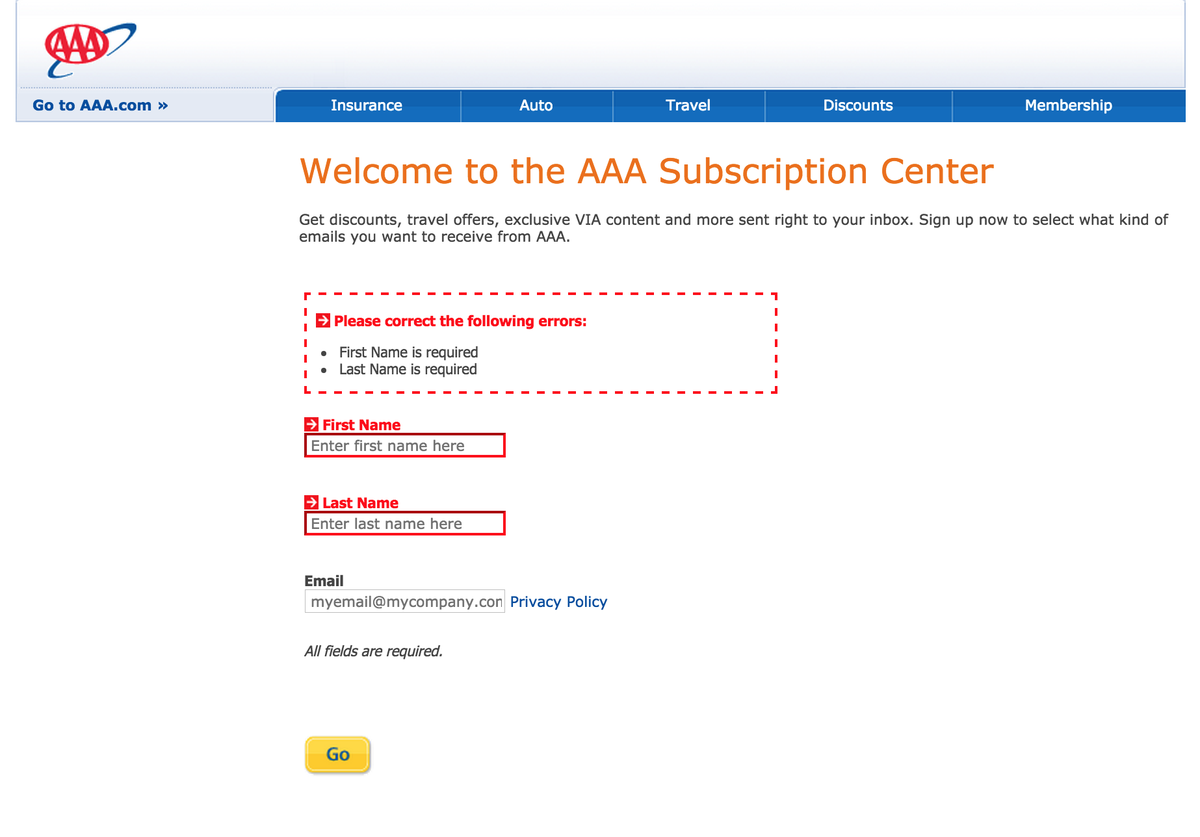 AAA
Go to AAA.com »
Insurance
Auto
Travel
Discounts
Membership
Welcome to the AAA Subscription Center
Get discounts, travel offers, exclusive VIA content and more sent right to your inbox. Sign up now to select what kind of
emails you want to receive from AAA.
Please correct the following errors:
• First Name is required
• Last Name is required
First Name
Enter first name here
Last Name
Enter last name here
Email
myemail@mycompany.com Privacy Policy
All fields are required.
Go